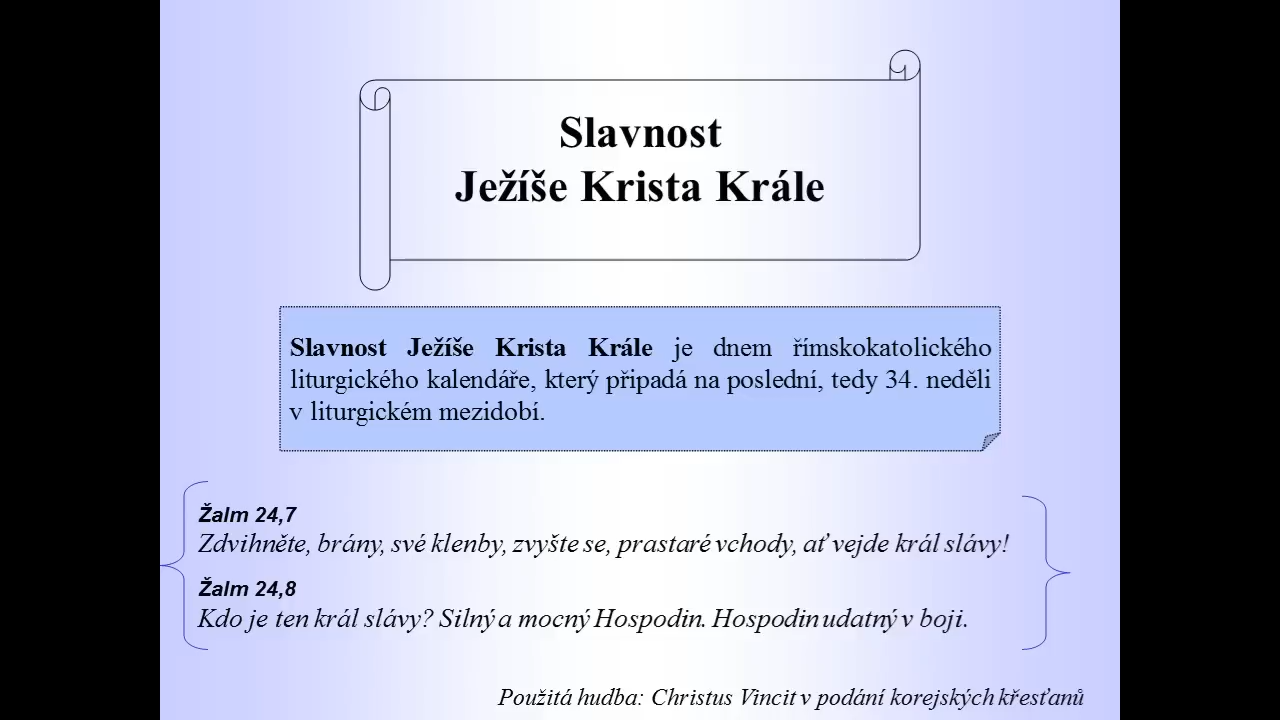 Slavnost
Ježíše Krista Krále
Slavnost Ježíše Krista Krále je dnem římskokatolického
liturgického kalendáře, který připadá na poslední, tedy 34. neděli
v liturgickém mezidobí.
Žalm 24,7
Zdvihněte, brány, své klenby, zvyšte se, prastaré vchody, ať vejde král slávy!
Žalm 24,8
Kdo je ten král slávy? Silný a mocný Hospodin. Hospodin udatný v boji.
Použitá hudba: Christus Vincit v podání korejských křesťanů